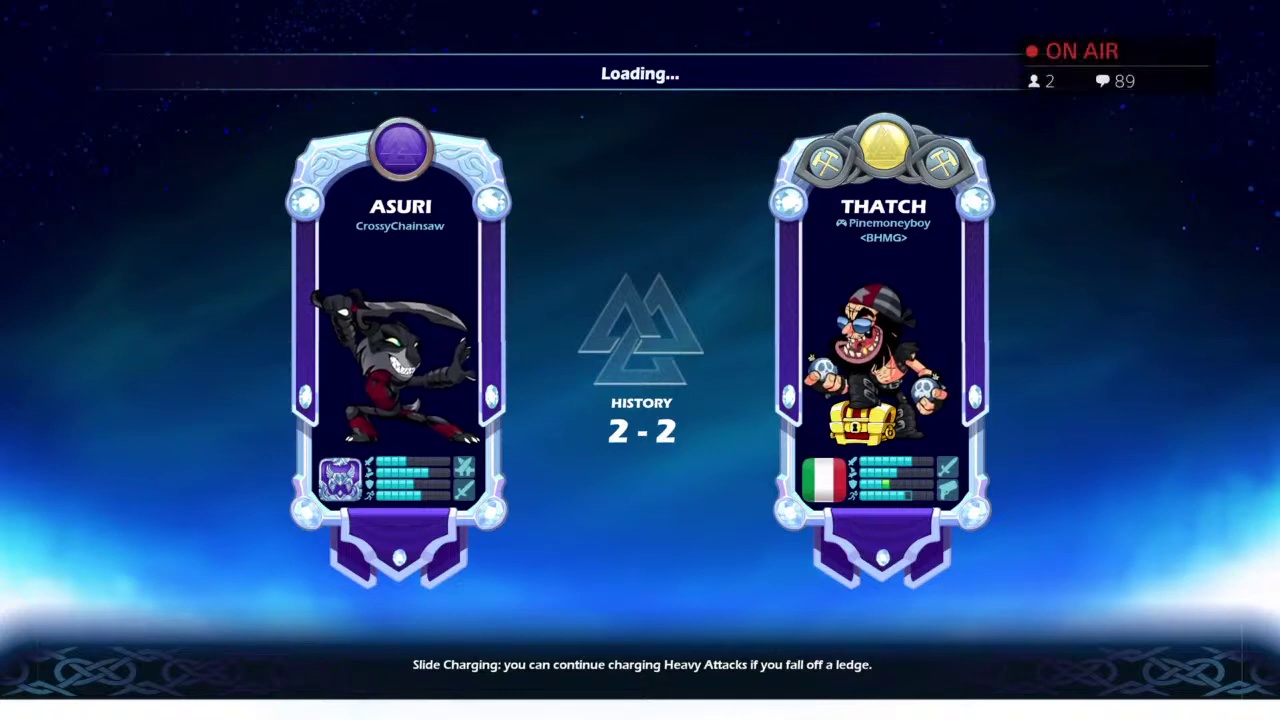 ON AIR
Loading...
2 89
ASURI
CrossyChainsaw
THATCH
Pinemoneyboy
<BHMG>
HISTORY
2 - 2
Slide Charging: you can continue charging Heavy Attacks if you fall off a ledge.